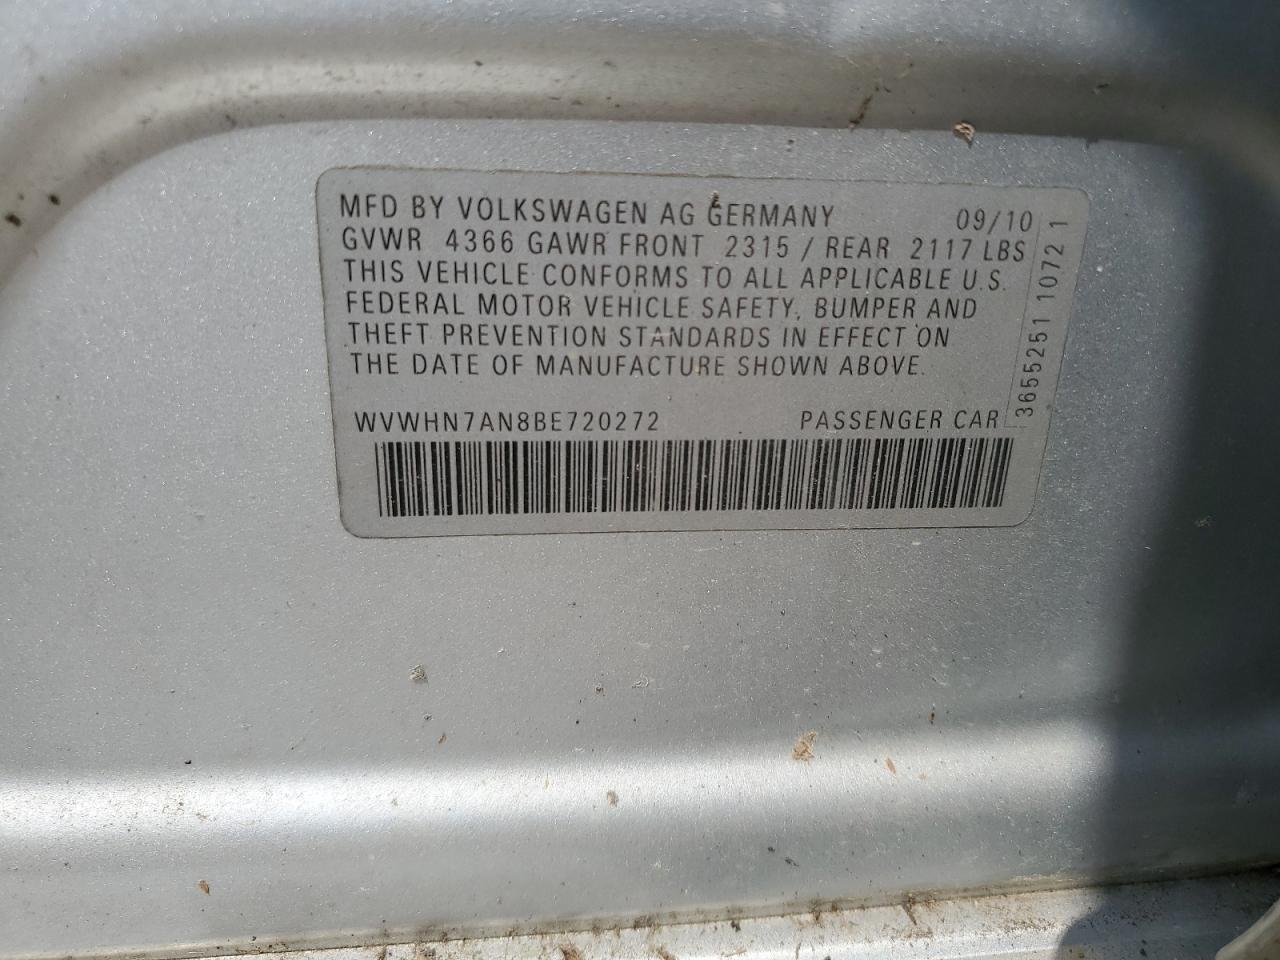 MFD BY VOLKSWAGEN AG GERMANY 09/10
GVWR 4366 GAWR FRONT 2315 / REAR 2117 LBS
THIS VEHICLE CONFORMS TO ALL APPLICABLE U.S.
FEDERAL MOTOR VEHICLE SAFETY, BUMPER AND
THEFT PREVENTION STANDARDS IN EFFECT ON
THE DATE OF MANUFACTURE SHOWN ABOVE.
WVWHN7AN8BE720272 PASSENGER CAR
3655251 1072 1